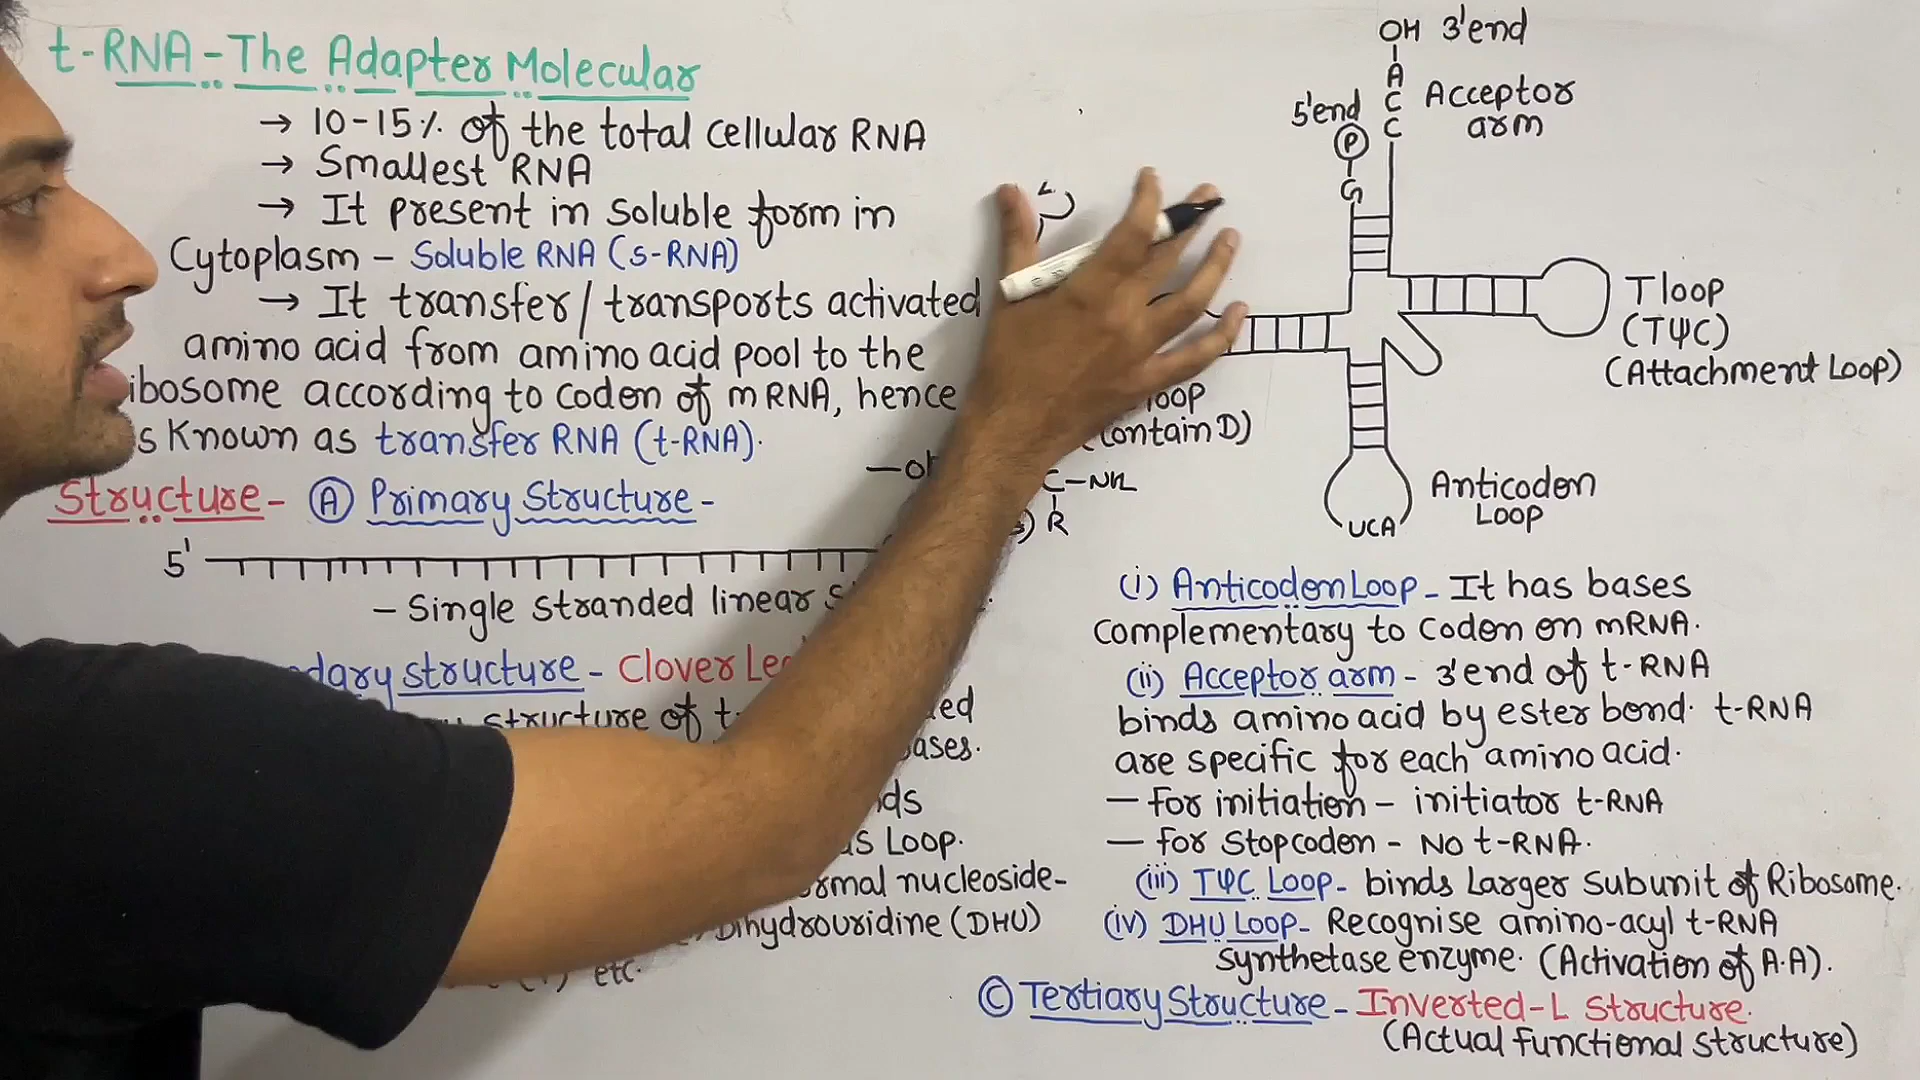 t-RNA-The Adapter Molecular
→ 10-15% of the total cellular RNA
→ Smallest RNA
→ It present in soluble form in
Cytoplasm - Soluble RNA (s-RNA)
→ It transfer/transports activated
amino acid from amino acid pool to the
ibosome according to codon of mRNA, hence
s known as transfer RNA (t-RNA).
Structure- (A) Primary Structure-
5'
- Single stranded linear
dary structure - Clover
structure of
ases.
ds
as Loop.
rmal nucleoside-
Dihydrouridine (DHU)
etc.
C-NH
R
OH 3'end
A
C
C
Acceptor
arm
5'end
P
G
T loop
(TΨC)
(Attachment Loop)
loop
(contain D)
Anticodon
Loop
UCA
(i) Anticodon Loop - It has bases
complementary to codon on mRNA.
(ii) Acceptor arm - 3'end of t-RNA
binds amino acid by ester bond. t-RNA
are specific for each amino acid.
- for initiation - initiator t-RNA
- for Stop codon - No t-RNA.
(iii) TΨC Loop - binds Larger Subunit of Ribosome.
(iv) DHU Loop - Recognise amino-acyl t-RNA
synthetase enzyme. (Activation of A.A).
(C) Tertiary Structure - Inverted-L Structure.
(Actual functional structure)